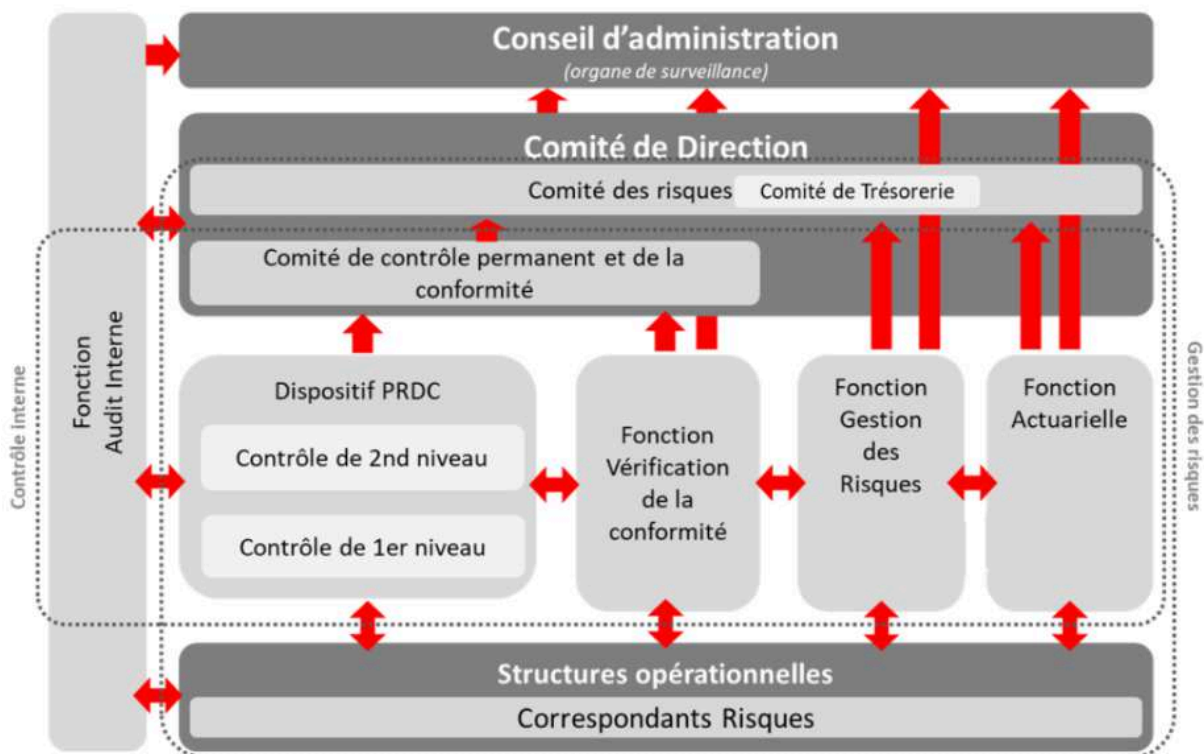 Conseil d'administration
(organe de surveillance)
Comité de Direction
Comité des risques
Comité de Trésorerie
Comité de contrôle permanent et de la
conformité
Contrôle interne
Fonction
Audit Interne
Dispositif PRDC
Contrôle de 2nd niveau
Contrôle de 1er niveau
Fonction
Vérification
de la
conformité
Fonction
Gestion
des
Risques
Fonction
Actuarielle
Gestion des risques
Structures opérationnelles
Correspondants Risques